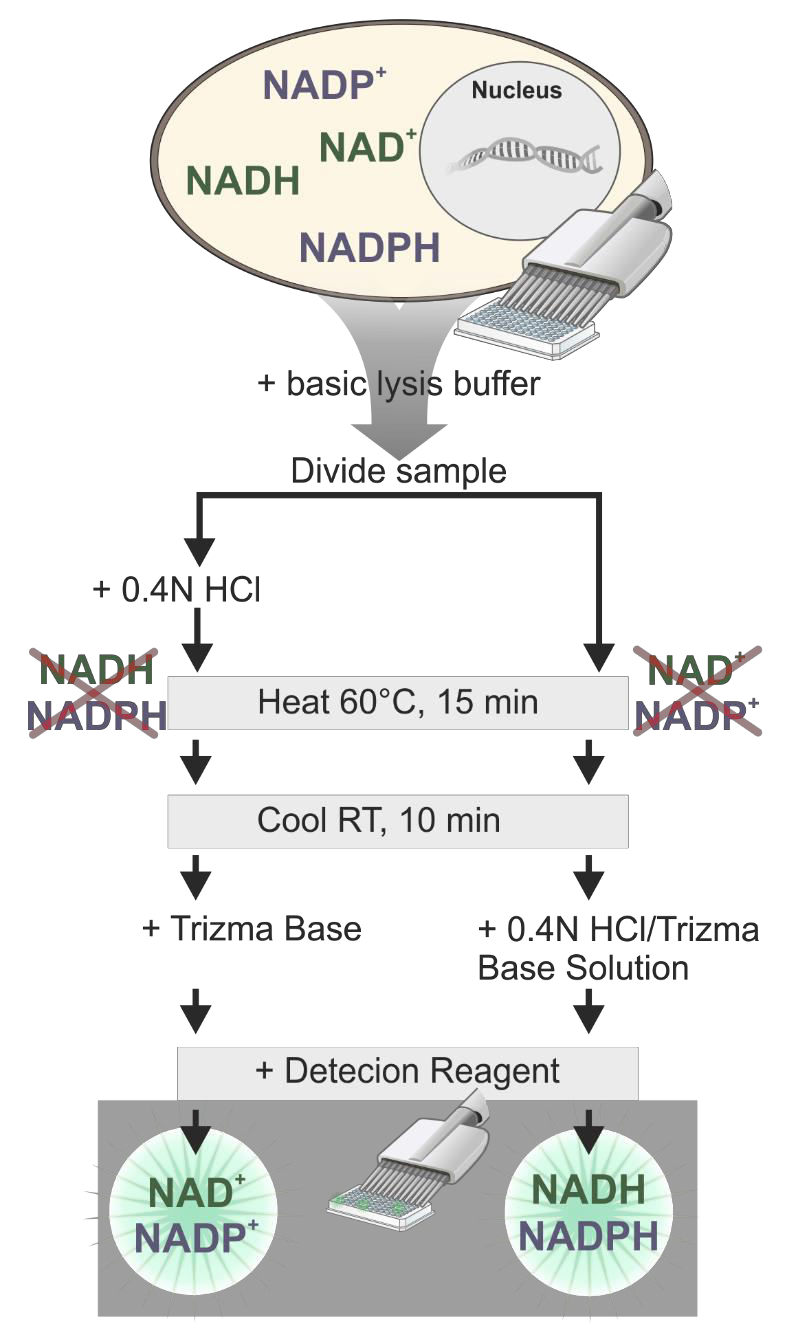 NADP⁺
Nucleus
NAD⁺
NADH
NADPH
+ basic lysis buffer
Divide sample
+ 0.4N HCl
NADH
NADPH
NAD⁺
NADP⁺
Heat 60°C, 15 min
Cool RT, 10 min
+ Trizma Base
+ 0.4N HCl/Trizma
Base Solution
+ Detecion Reagent
NAD⁺
NADP⁺
NADH
NADPH